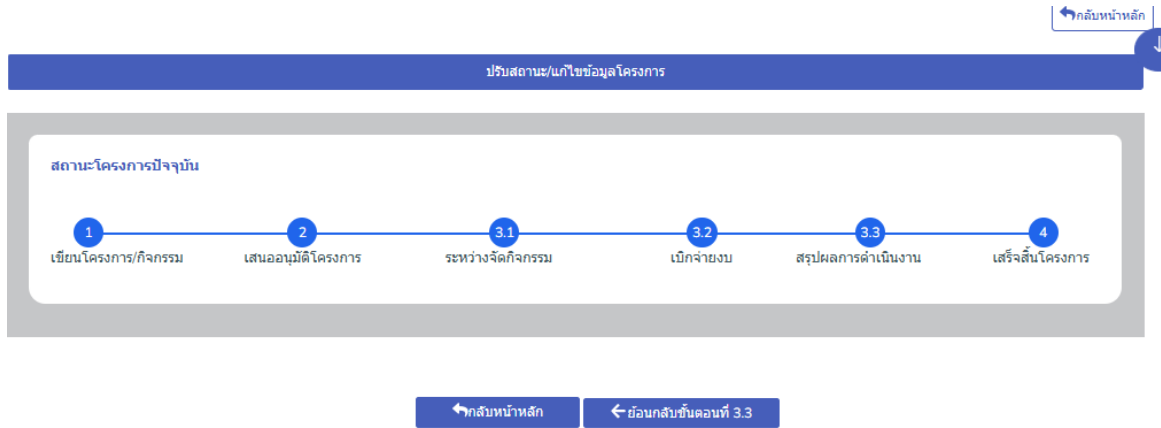 กลับหน้าหลัก
ปรับสถานะ/แก้ไขข้อมูลโครงการ
สถานะโครงการปัจจุบัน
1 2 3.1 3.2 3.3 4
เขียนโครงการ/กิจกรรม เสนออนุมัติโครงการ ระหว่างจัดกิจกรรม เบิกจ่ายงบ สรุปผลการดำเนินงาน เสร็จสิ้นโครงการ
กลับหน้าหลัก ย้อนกลับขั้นตอนที่ 3.3